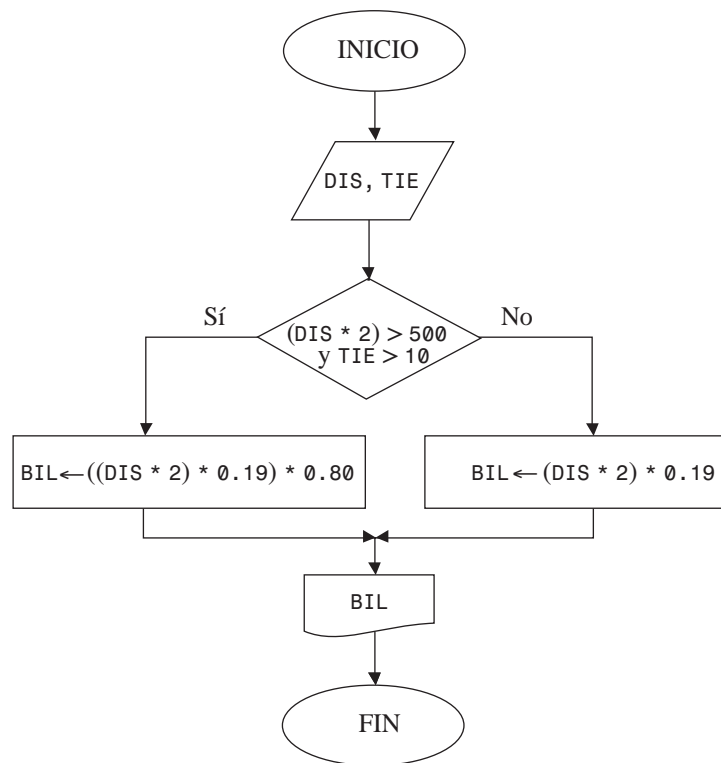 INICIO
DIS, TIE
Sí
(DIS * 2) > 500
y TIE > 10
No
BIL←((DIS * 2) * 0.19) * 0.80
BIL← (DIS * 2) * 0.19
BIL
FIN